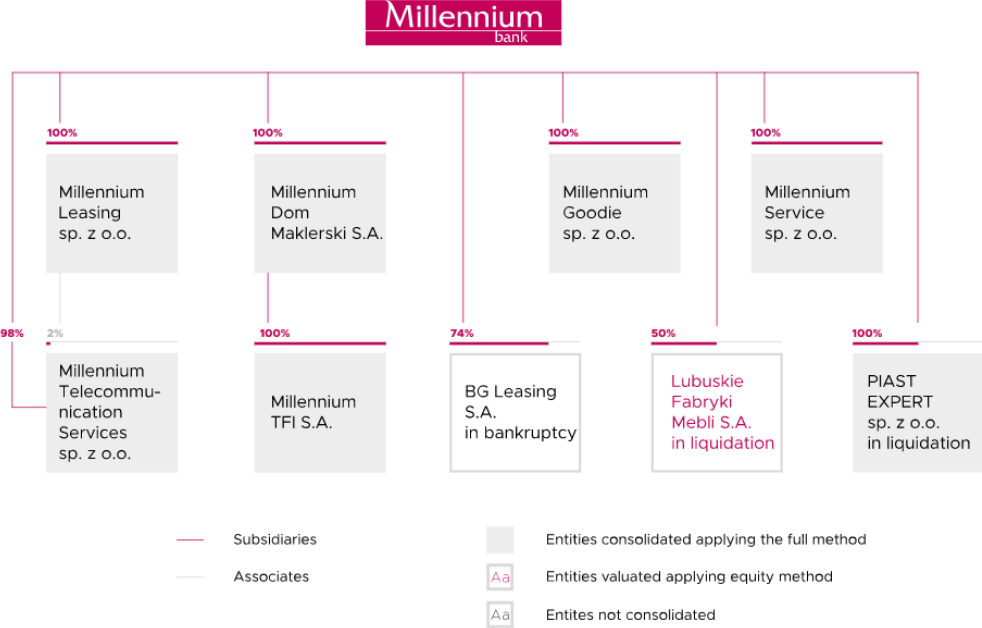 Millennium
bank
100%
100%
100%
100%
Millennium
Leasing
sp. z o.o.
Millennium
Dom
Maklerski S.A.
Millennium
Goodie
sp. z o.o.
Millennium
Service
sp. z o.o.
98%
2%
100%
74%
50%
100%
Millennium
Telecommu-
nication
Services
sp. z o.o.
Millennium
TFI S.A.
BG Leasing
S.A.
in bankruptcy
Lubuskie
Fabryki
Mebli S.A.
in liquidation
PIAST
EXPERT
sp. z o.o.
in liquidation
Subsidiaries
Associates
Entities consolidated applying the full method
Aa
Entities valuated applying equity method
Aa
Entites not consolidated